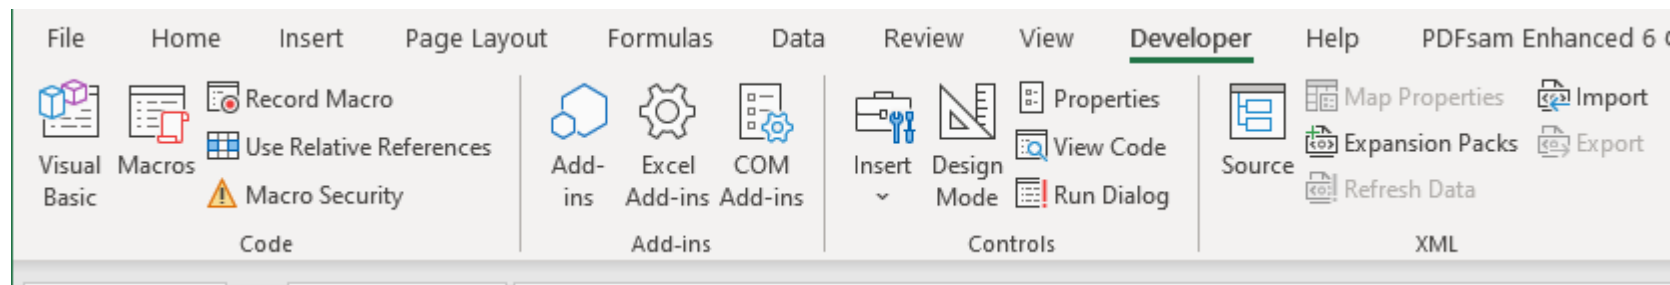 File Home Insert Page Layout Formulas Data Review View Developer Help PDFsam Enhanced 6
Visual
Basic
Macros
Record Macro
Use Relative References
Macro Security
Code
Add-
ins
Excel
Add-ins
COM
Add-ins
Add-ins
Insert
Design
Mode
Properties
View Code
Run Dialog
Controls
Source
Map Properties
Expansion Packs
Refresh Data
Import
Export
XML